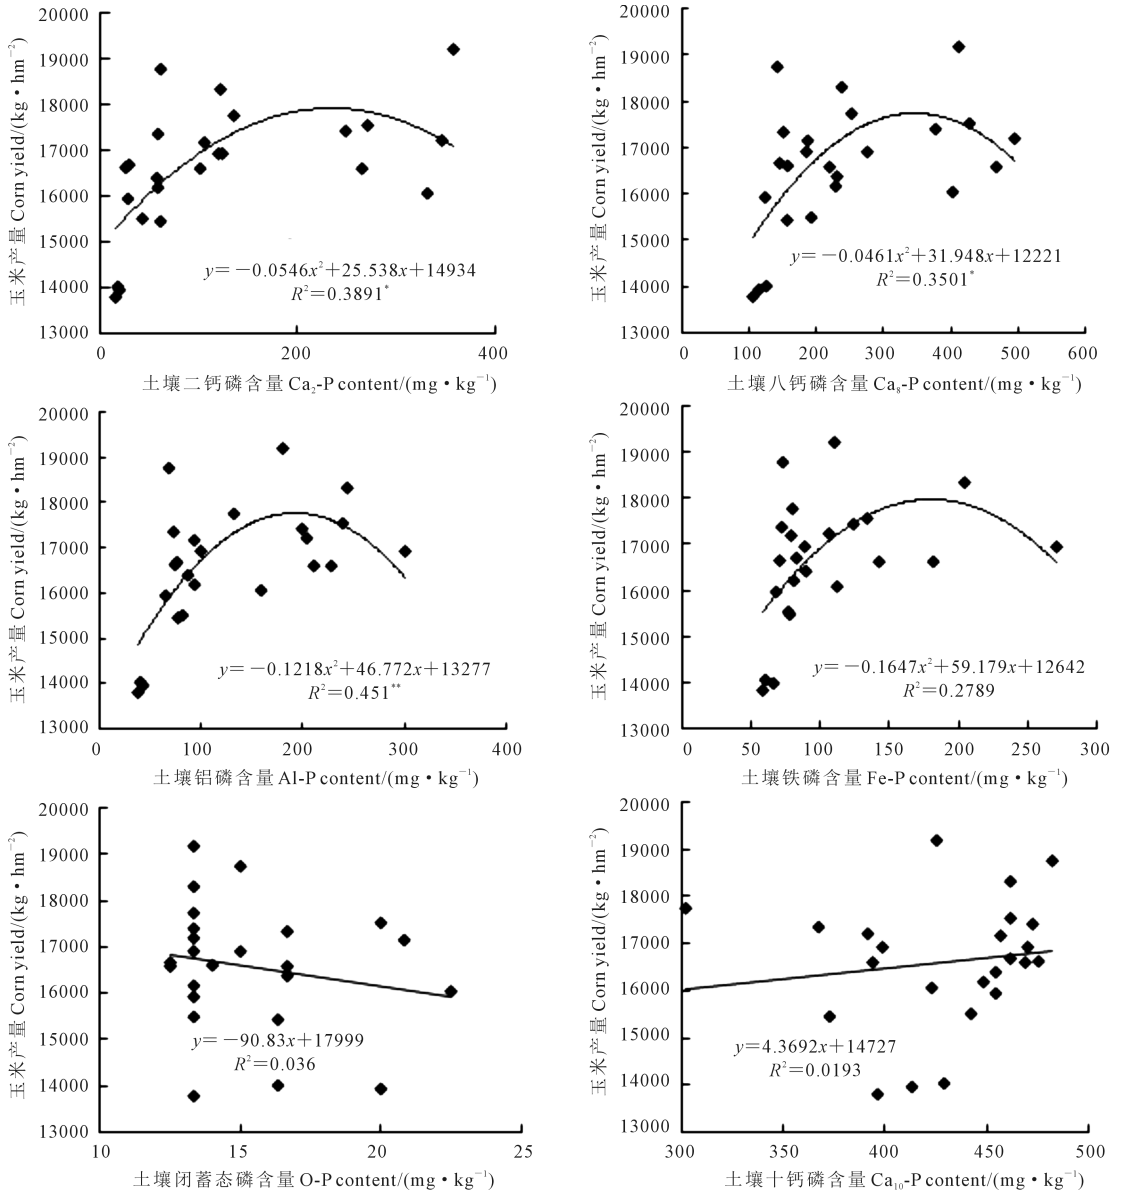 20000
19000
18000
17000
16000
15000
14000
13000
玉米产量 Corn yield/(kg·hm⁻²)
y=−0.0546x²+25.538x+14934
R²=0.3891*
0 200 400
土壤二钙磷含量 Ca₂-P content/(mg·kg⁻¹)
20000
19000
18000
17000
16000
15000
14000
13000
玉米产量 Corn yield/(kg·hm⁻²)
y=−0.0461x²+31.948x+12221
R²=0.3501*
0 100 200 300 400 500 600
土壤八钙磷含量 Ca₈-P content/(mg·kg⁻¹)
20000
19000
18000
17000
16000
15000
14000
13000
玉米产量 Corn yield/(kg·hm⁻²)
y=−0.1218x²+46.772x+13277
R²=0.451**
0 100 200 300 400
土壤铝磷含量 Al-P content/(mg·kg⁻¹)
20000
19000
18000
17000
16000
15000
14000
13000
玉米产量 Corn yield/(kg·hm⁻²)
y=−0.1647x²+59.179x+12642
R²=0.2789
0 50 100 150 200 250 300
土壤铁磷含量 Fe-P content/(mg·kg⁻¹)
20000
19000
18000
17000
16000
15000
14000
13000
玉米产量 Corn yield/(kg·hm⁻²)
y=−90.83x+17999
R²=0.036
10 15 20 25
土壤闭蓄态磷含量 O-P content/(mg·kg⁻¹)
20000
19000
18000
17000
16000
15000
14000
13000
玉米产量 Corn yield/(kg·hm⁻²)
y=4.3692x+14727
R²=0.0193
300 350 400 450 500
土壤十钙磷含量 Ca₁₀-P content/(mg·kg⁻¹)